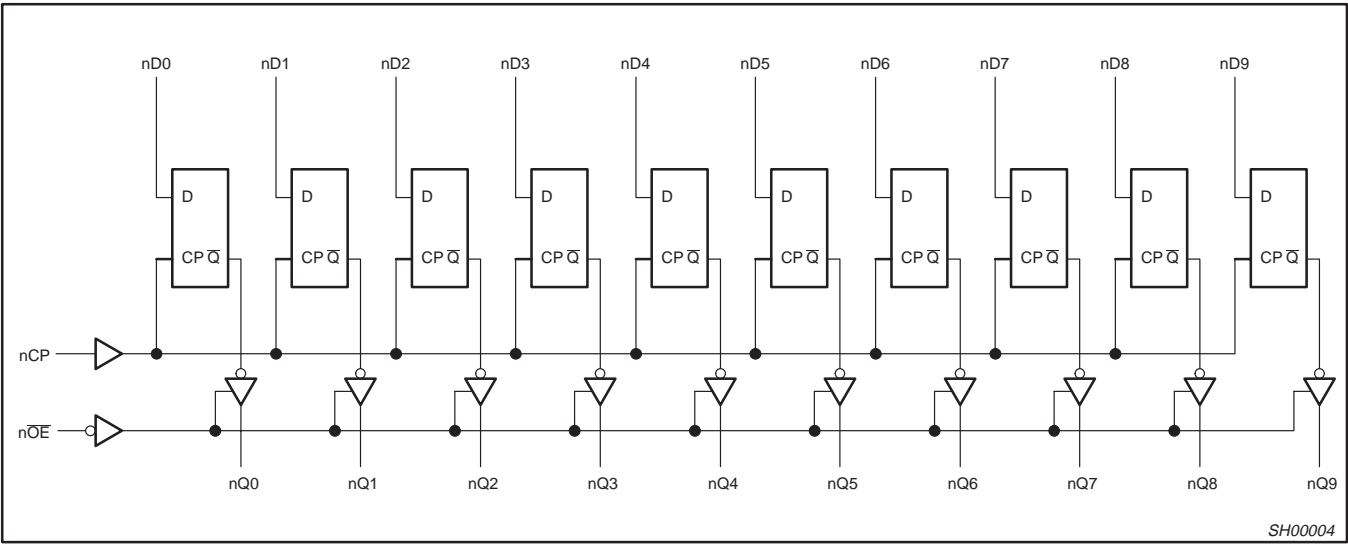 nD0 nD1 nD2 nD3 nD4 nD5 nD6 nD7 nD8 nD9
D D D D D D D D D D
CP Q̅ CP Q̅ CP Q̅ CP Q̅ CP Q̅ CP Q̅ CP Q̅ CP Q̅ CP Q̅ CP Q̅
nCP
nO̅E̅
nQ0 nQ1 nQ2 nQ3 nQ4 nQ5 nQ6 nQ7 nQ8 nQ9
SH00004